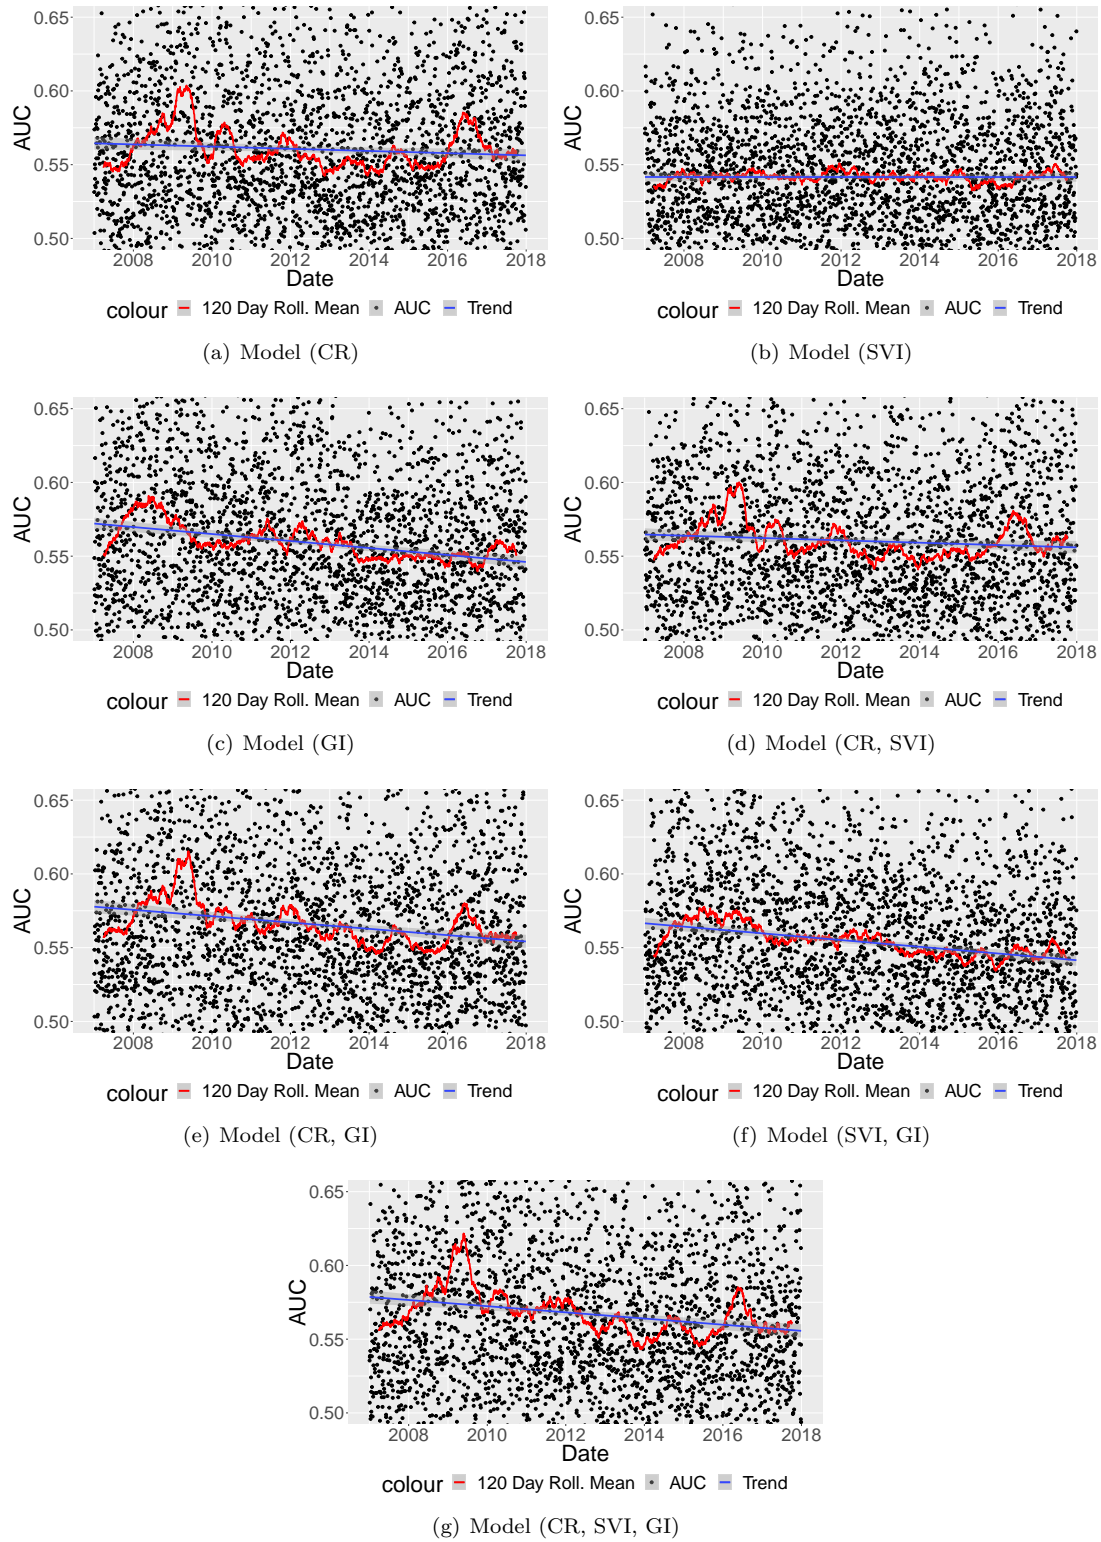 0.65
0.60
0.55
0.50
AUC
2008 2010 2012 2014 2016 2018
Date
colour 120 Day Roll. Mean AUC Trend
(a) Model (CR)
0.65
0.60
0.55
0.50
AUC
2008 2010 2012 2014 2016 2018
Date
colour 120 Day Roll. Mean AUC Trend
(b) Model (SVI)
0.65
0.60
0.55
0.50
AUC
2008 2010 2012 2014 2016 2018
Date
colour 120 Day Roll. Mean AUC Trend
(c) Model (GI)
0.65
0.60
0.55
0.50
AUC
2008 2010 2012 2014 2016 2018
Date
colour 120 Day Roll. Mean AUC Trend
(d) Model (CR, SVI)
0.65
0.60
0.55
0.50
AUC
2008 2010 2012 2014 2016 2018
Date
colour 120 Day Roll. Mean AUC Trend
(e) Model (CR, GI)
0.65
0.60
0.55
0.50
AUC
2008 2010 2012 2014 2016 2018
Date
colour 120 Day Roll. Mean AUC Trend
(f) Model (SVI, GI)
0.65
0.60
0.55
0.50
AUC
2008 2010 2012 2014 2016 2018
Date
colour 120 Day Roll. Mean AUC Trend
(g) Model (CR, SVI, GI)